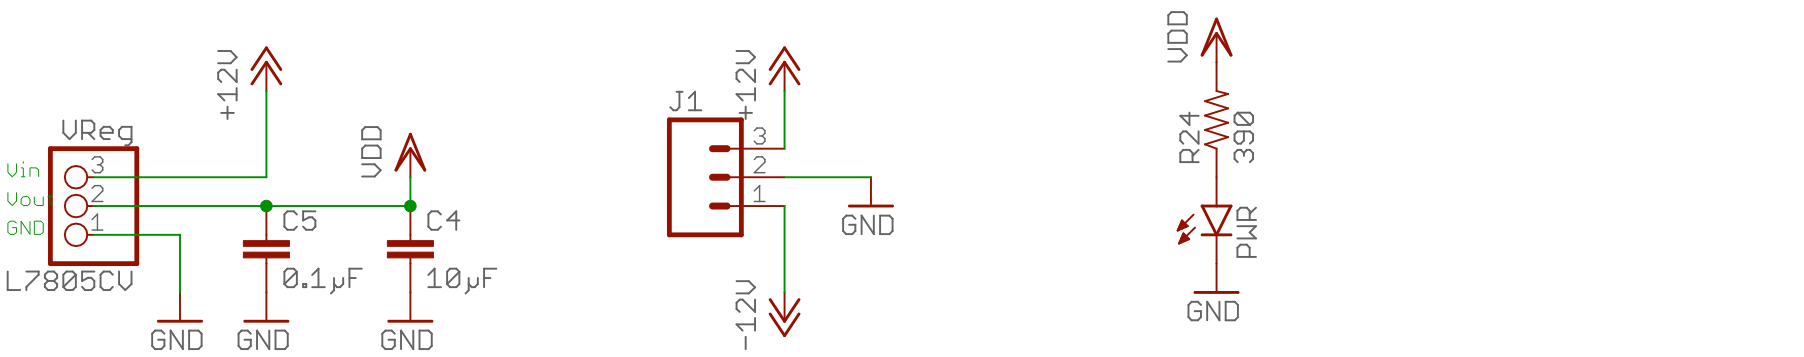 VReg
+12V
VDD
Vin
Vou
GND
3
2
1
L7805CV
C5
0.1µF
C4
10µF
GND
GND
GND
J1
+12V
3
2
1
GND
-12V
VDD
R24
390
PWR
GND